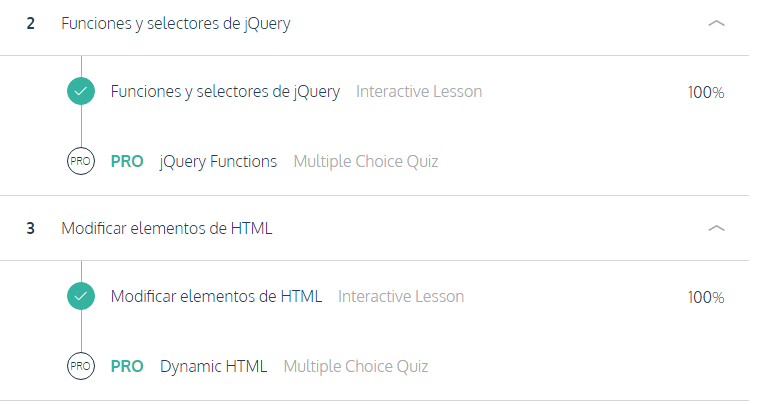 2 Funciones y selectores de jQuery
Funciones y selectores de jQuery Interactive Lesson 100%
PRO PRO jQuery Functions Multiple Choice Quiz
3 Modificar elementos de HTML
Modificar elementos de HTML Interactive Lesson 100%
PRO PRO Dynamic HTML Multiple Choice Quiz